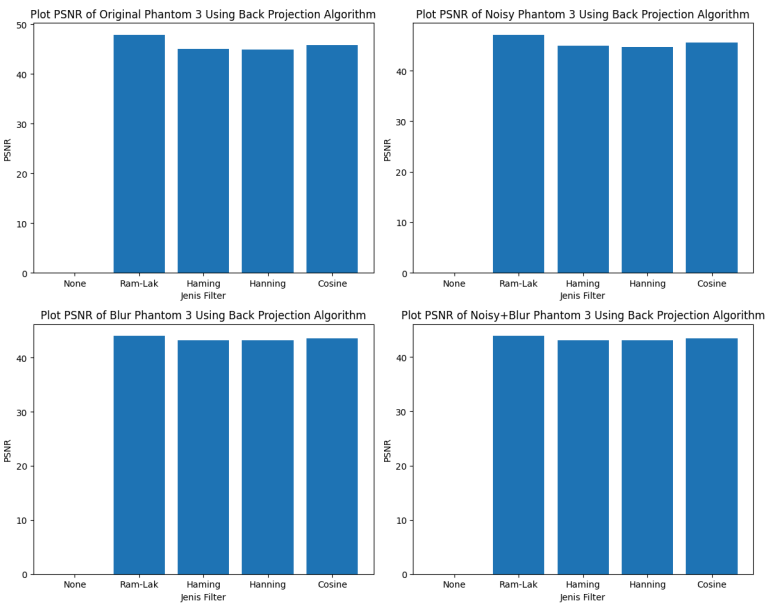 Plot PSNR of Original Phantom 3 Using Back Projection Algorithm
50
40
30
20
10
0
PSNR
None Ram-Lak Haming Hanning Cosine
Jenis Filter
Plot PSNR of Noisy Phantom 3 Using Back Projection Algorithm
40
30
20
10
0
PSNR
None Ram-Lak Haming Hanning Cosine
Jenis Filter
Plot PSNR of Blur Phantom 3 Using Back Projection Algorithm
40
30
20
10
0
PSNR
None Ram-Lak Haming Hanning Cosine
Jenis Filter
Plot PSNR of Noisy+Blur Phantom 3 Using Back Projection Algorithm
40
30
20
10
0
PSNR
None Ram-Lak Haming Hanning Cosine
Jenis Filter